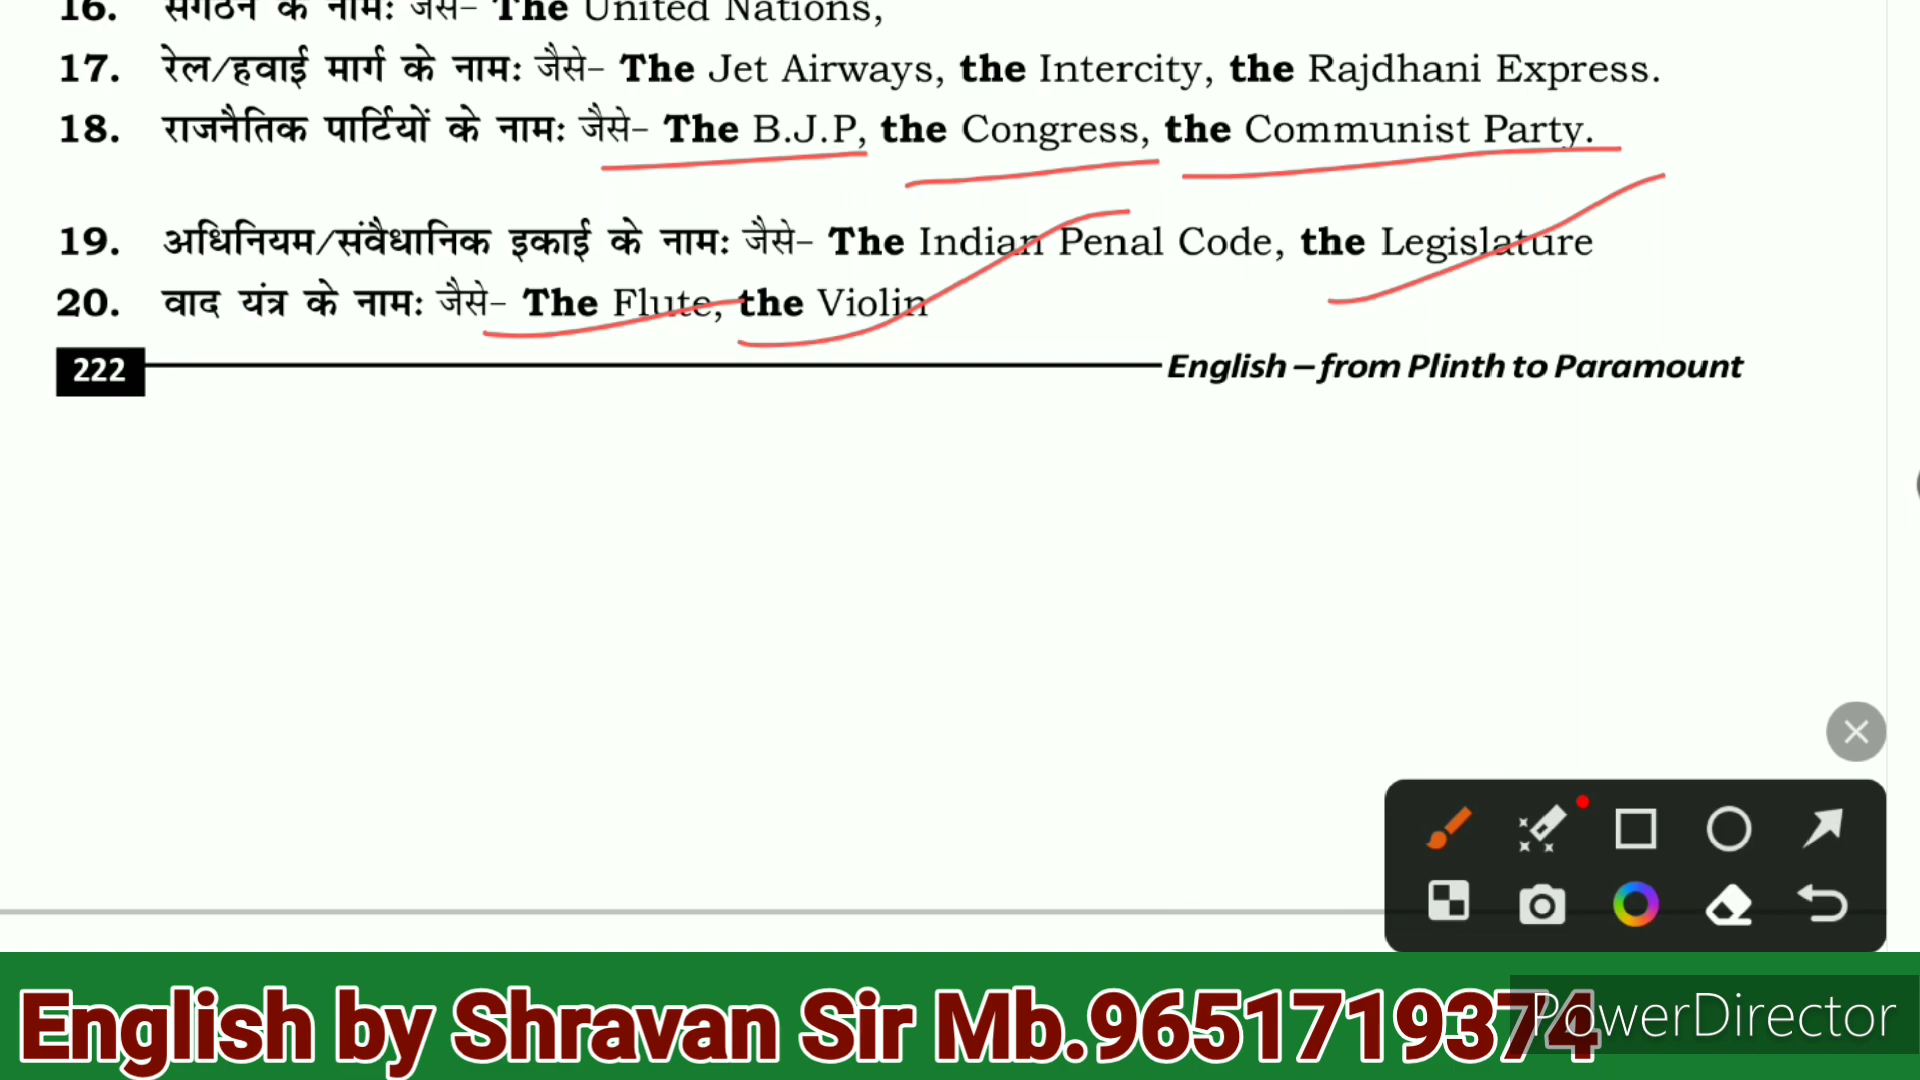 16. संगठन के नामः जैसे- The United Nations,
17. रेल/हवाई मार्ग के नामः जैसे- The Jet Airways, the Intercity, the Rajdhani Express.
18. राजनैतिक पार्टियों के नामः जैसे- The B.J.P, the Congress, the Communist Party.
19. अधिनियम/संवैधानिक इकाई के नामः जैसे- The Indian Penal Code, the Legislature
20. वाद यंत्र के नामः जैसे- The Flute, the Violin
222 English – from Plinth to Paramount
English by Shravan Sir Mb.9651719374
PowerDirector